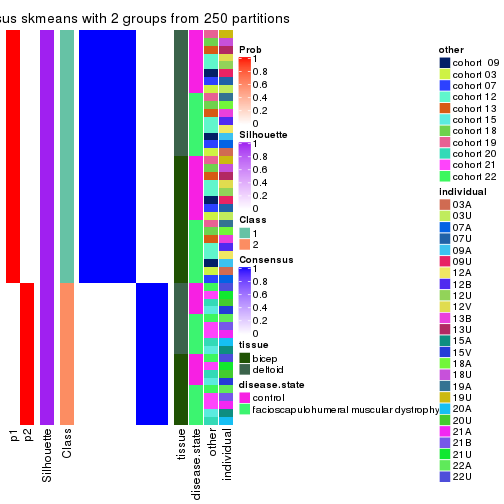 sus skmeans with 2 groups from 250 partitions
Prob
1
0.8
0.6
0.4
0.2
0
Silhouette
1
0.8
0.6
0.4
0.2
0
Class
1
2
Consensus
1
0.8
0.6
0.4
0.2
0
tissue
bicep
deltoid
disease.state
control
facioscapulohumeral muscular dystrophy
other
cohort 09
cohort 03
cohort 07
cohort 12
cohort 13
cohort 15
cohort 18
cohort 19
cohort 20
cohort 21
cohort 22
individual
03A
03U
07A
07U
09A
09U
12A
12B
12U
12V
13B
13U
15A
15V
18A
18U
19A
19U
20A
20U
21A
21B
21U
22A
22U
p1
p2
Silhouette
Class
tissue
disease.state
other
individual